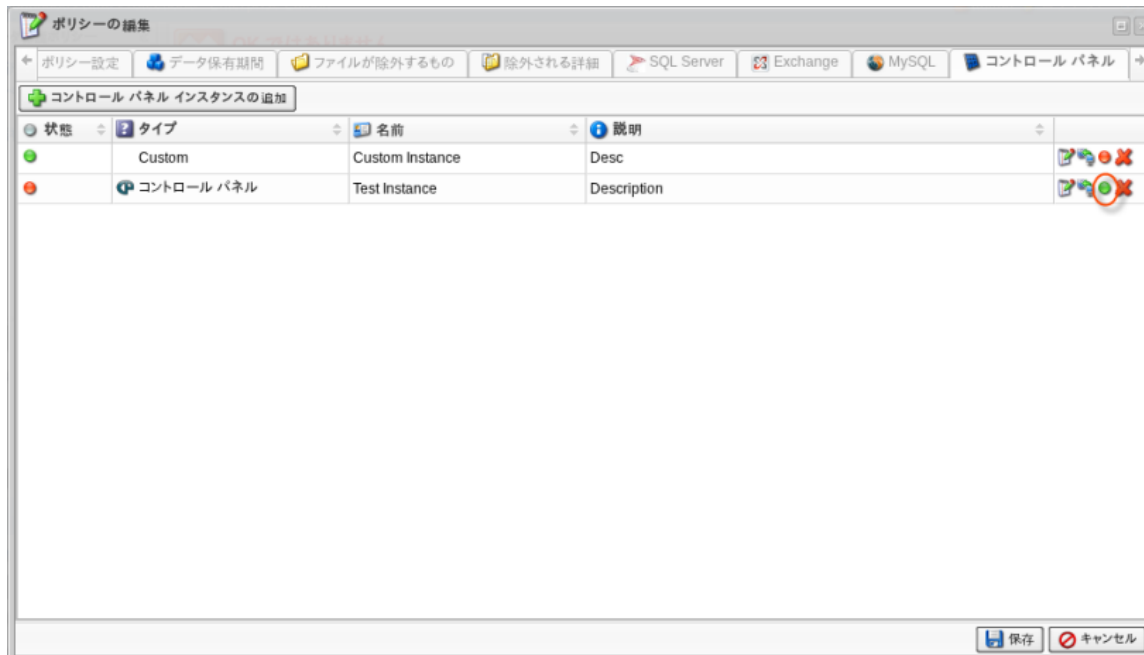 ポリシーの編集
ポリシー設定 データ保有期間 ファイルが除外するもの 除外される詳細 SQL Server Exchange MySQL コントロール パネル
コントロール パネル インスタンスの追加
状態 タイプ 名前 説明
Custom Custom Instance Desc
コントロール パネル Test Instance Description
保存 キャンセル